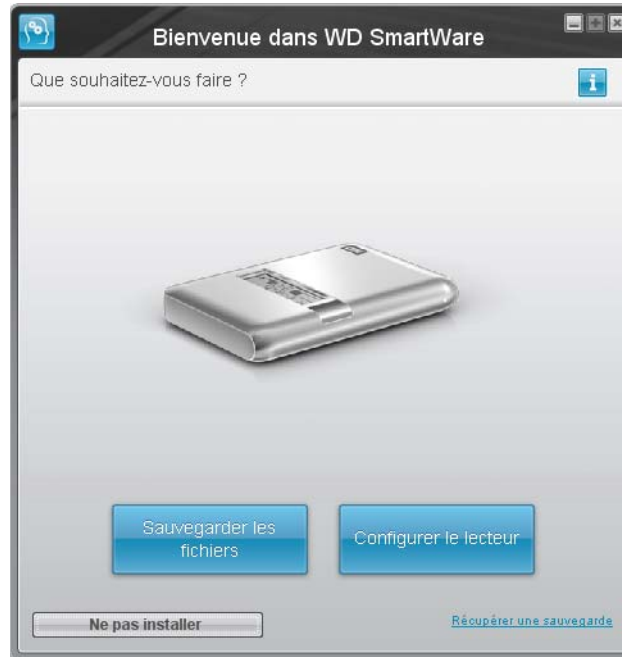 Bienvenue dans WD SmartWare
Que souhaitez-vous faire ?
Sauvegarder les
fichiers
Configurer le lecteur
Ne pas installer
Récupérer une sauvegarde